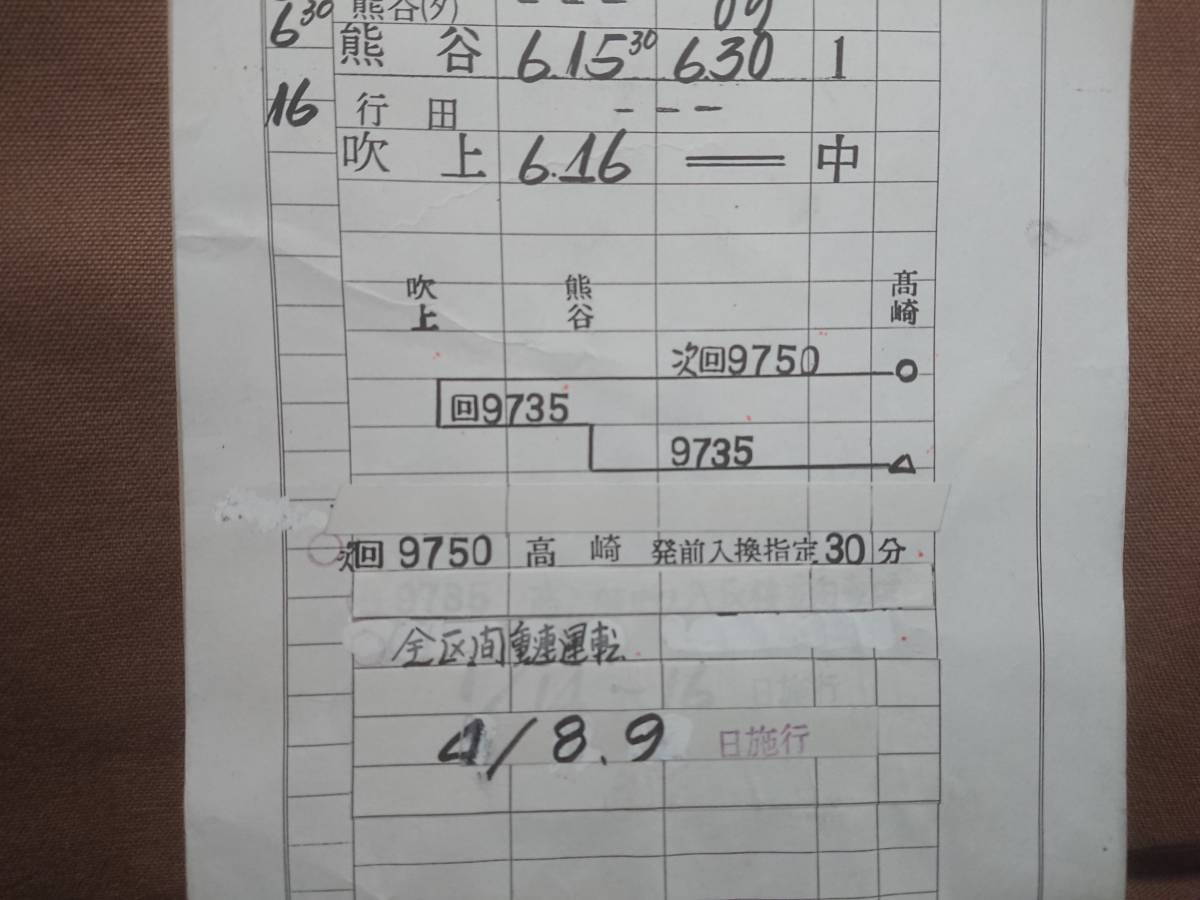 6³⁰ 熊谷(タ) --- 09
熊 谷 6.15³⁰ 6.30 1
16 行 田 ---
吹 上 6.16 ═ 中
吹上 熊谷 髙崎
次回9750
回9735
9735
次回 9750 高 崎 発前入換指定 30 分
全区間重連運転
4/8.9 日施行